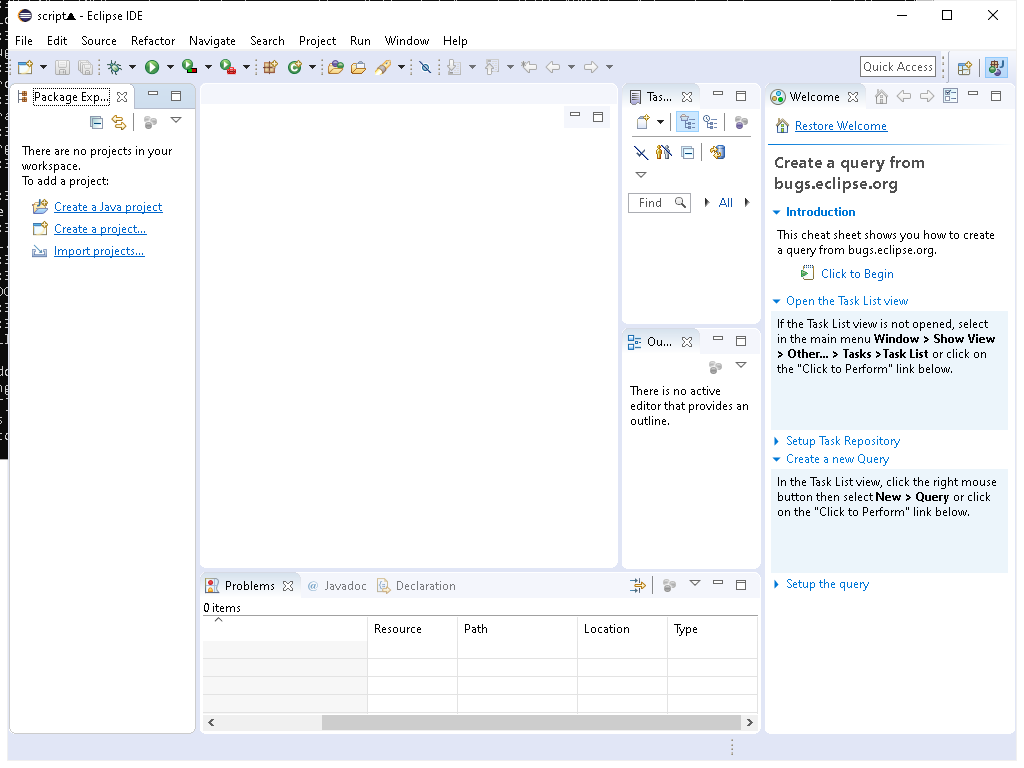 script▲ - Eclipse IDE
File Edit Source Refactor Navigate Search Project Run Window Help
Quick Access
Package Exp...
There are no projects in your
workspace.
To add a project:
Create a Java project
Create a project...
Import projects...
Tas...
Find
All
Ou...
There is no active
editor that provides an
outline.
Welcome
Restore Welcome
Create a query from
bugs.eclipse.org
Introduction
This cheat sheet shows you how to create
a query from bugs.eclipse.org.
Click to Begin
Open the Task List view
If the Task List view is not opened, select
in the main menu Window > Show View
> Other... > Tasks >Task List or click on
the "Click to Perform" link below.
Setup Task Repository
Create a new Query
In the Task List view, click the right mouse
button then select New > Query or click
on the "Click to Perform" link below.
Setup the query
Problems @ Javadoc Declaration
0 items
Resource Path Location Type